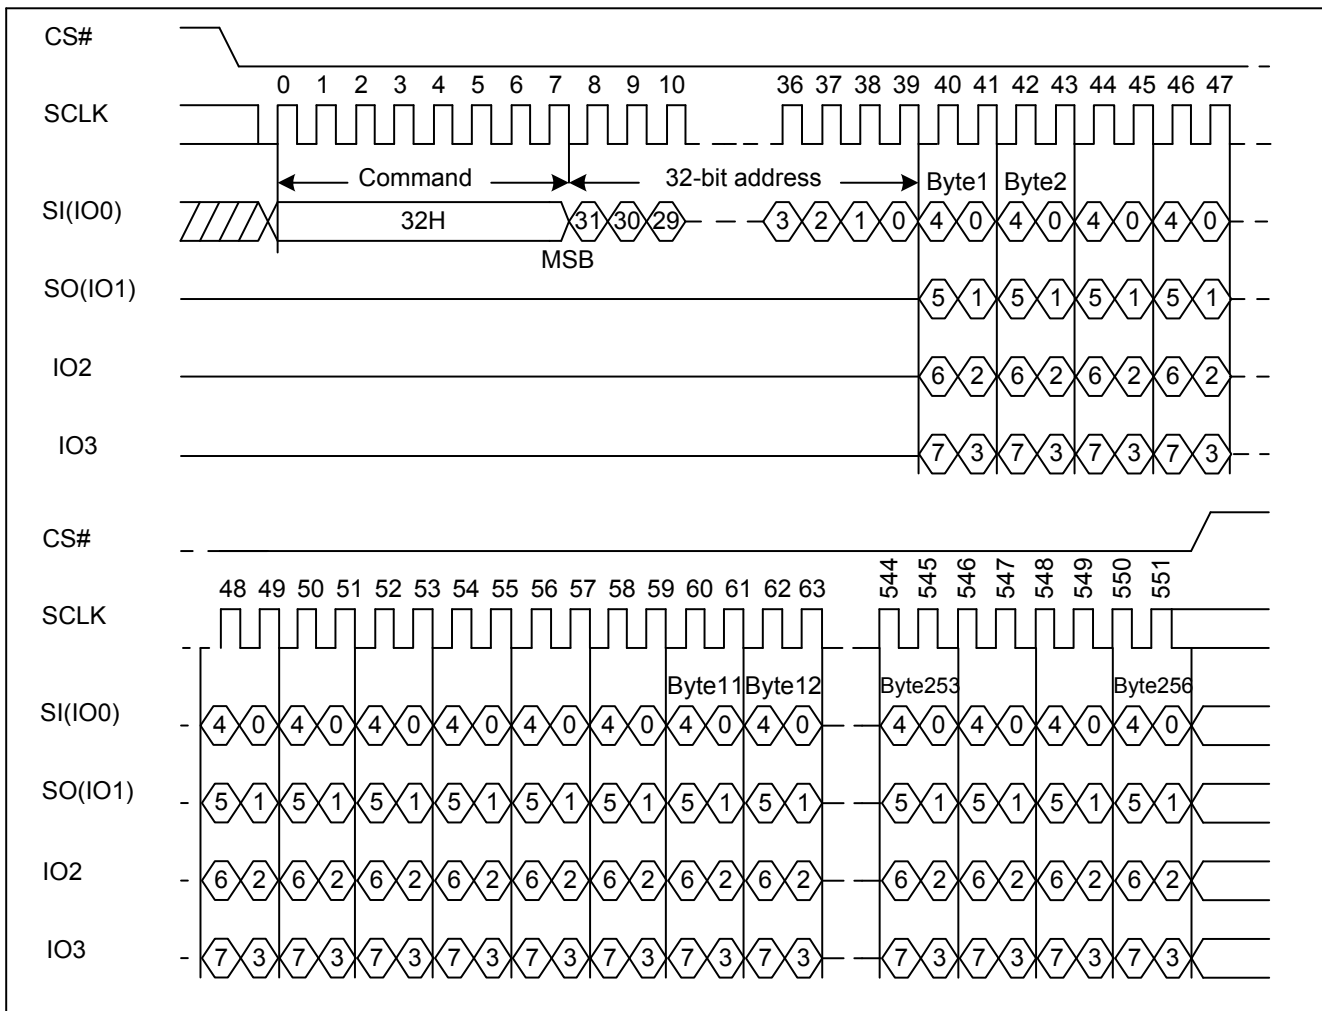 CS#
0 1 2 3 4 5 6 7 8 9 10 36 37 38 39 40 41 42 43 44 45 46 47
SCLK
Command 32-bit address Byte1 Byte2
SI(IO0) 32H 31 30 29 3 2 1 0 4 0 4 0 4 0 4 0
MSB
SO(IO1) 5 1 5 1 5 1 5 1
IO2 6 2 6 2 6 2 6 2
IO3 7 3 7 3 7 3 7 3
CS#
48 49 50 51 52 53 54 55 56 57 58 59 60 61 62 63 544 545 546 547 548 549 550 551
SCLK
Byte11 Byte12 Byte253 Byte256
SI(IO0) 4 0 4 0 4 0 4 0 4 0 4 0 4 0 4 0 4 0 4 0 4 0 4 0
SO(IO1) 5 1 5 1 5 1 5 1 5 1 5 1 5 1 5 1 5 1 5 1 5 1 5 1
IO2 6 2 6 2 6 2 6 2 6 2 6 2 6 2 6 2 6 2 6 2 6 2 6 2
IO3 7 3 7 3 7 3 7 3 7 3 7 3 7 3 7 3 7 3 7 3 7 3 7 3